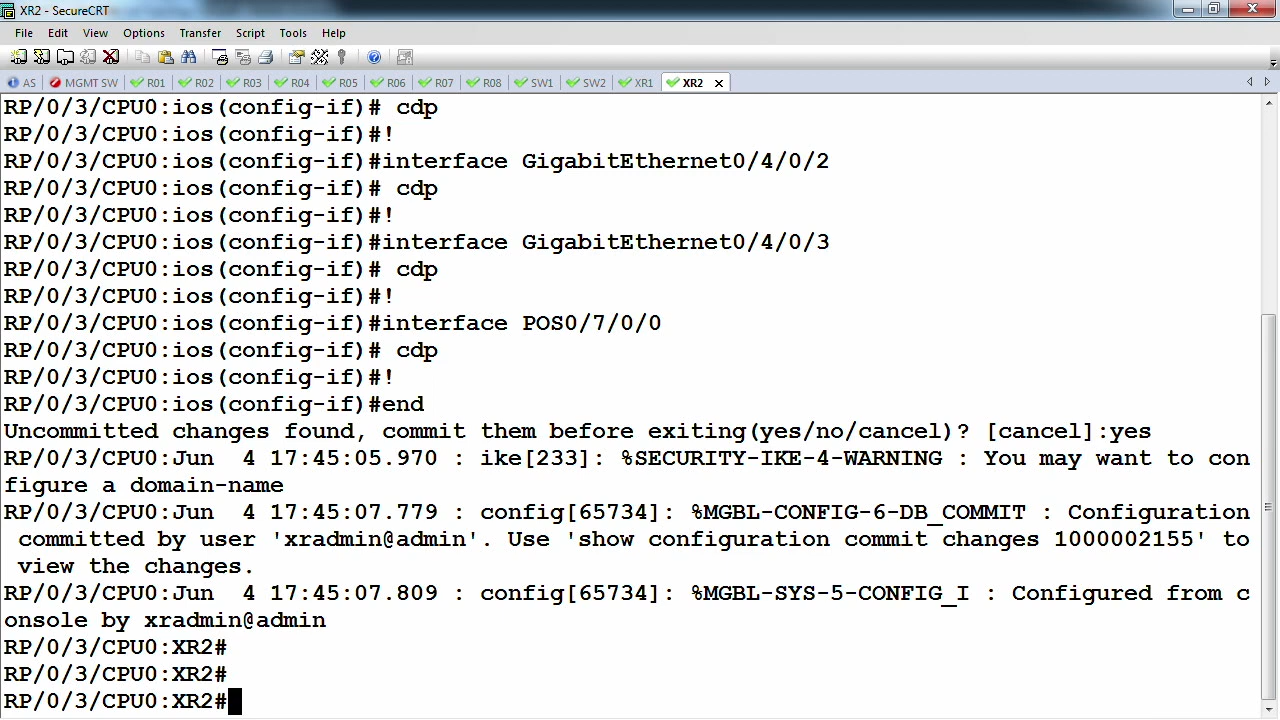 XR2 - SecureCRT
File Edit View Options Transfer Script Tools Help
AS MGMT SW R01 R02 R03 R04 R05 R06 R07 R08 SW1 SW2 XR1 XR2
RP/0/3/CPU0:ios(config-if)# cdp
RP/0/3/CPU0:ios(config-if)#!
RP/0/3/CPU0:ios(config-if)#interface GigabitEthernet0/4/0/2
RP/0/3/CPU0:ios(config-if)# cdp
RP/0/3/CPU0:ios(config-if)#!
RP/0/3/CPU0:ios(config-if)#interface GigabitEthernet0/4/0/3
RP/0/3/CPU0:ios(config-if)# cdp
RP/0/3/CPU0:ios(config-if)#!
RP/0/3/CPU0:ios(config-if)#interface POS0/7/0/0
RP/0/3/CPU0:ios(config-if)# cdp
RP/0/3/CPU0:ios(config-if)#!
RP/0/3/CPU0:ios(config-if)#end
Uncommitted changes found, commit them before exiting(yes/no/cancel)? [cancel]:yes
RP/0/3/CPU0:Jun  4 17:45:05.970 : ike[233]: %SECURITY-IKE-4-WARNING : You may want to con
figure a domain-name
RP/0/3/CPU0:Jun  4 17:45:07.779 : config[65734]: %MGBL-CONFIG-6-DB_COMMIT : Configuration
 committed by user 'xradmin@admin'. Use 'show configuration commit changes 1000002155' to
 view the changes.
RP/0/3/CPU0:Jun  4 17:45:07.809 : config[65734]: %MGBL-SYS-5-CONFIG_I : Configured from c
onsole by xradmin@admin
RP/0/3/CPU0:XR2#
RP/0/3/CPU0:XR2#
RP/0/3/CPU0:XR2#